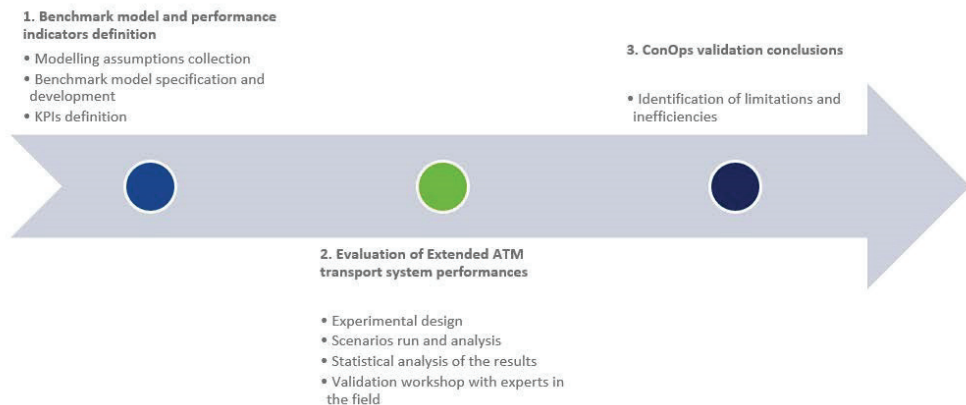 1. Benchmark model and performance
indicators definition
• Modelling assumptions collection
• Benchmark model specification and
development
• KPIs definition
2. Evaluation of Extended ATM
transport system performances
• Experimental design
• Scenarios run and analysis
• Statistical analysis of the results
• Validation workshop with experts in
the field
3. ConOps validation conclusions
• Identification of limitations and
inefficiencies